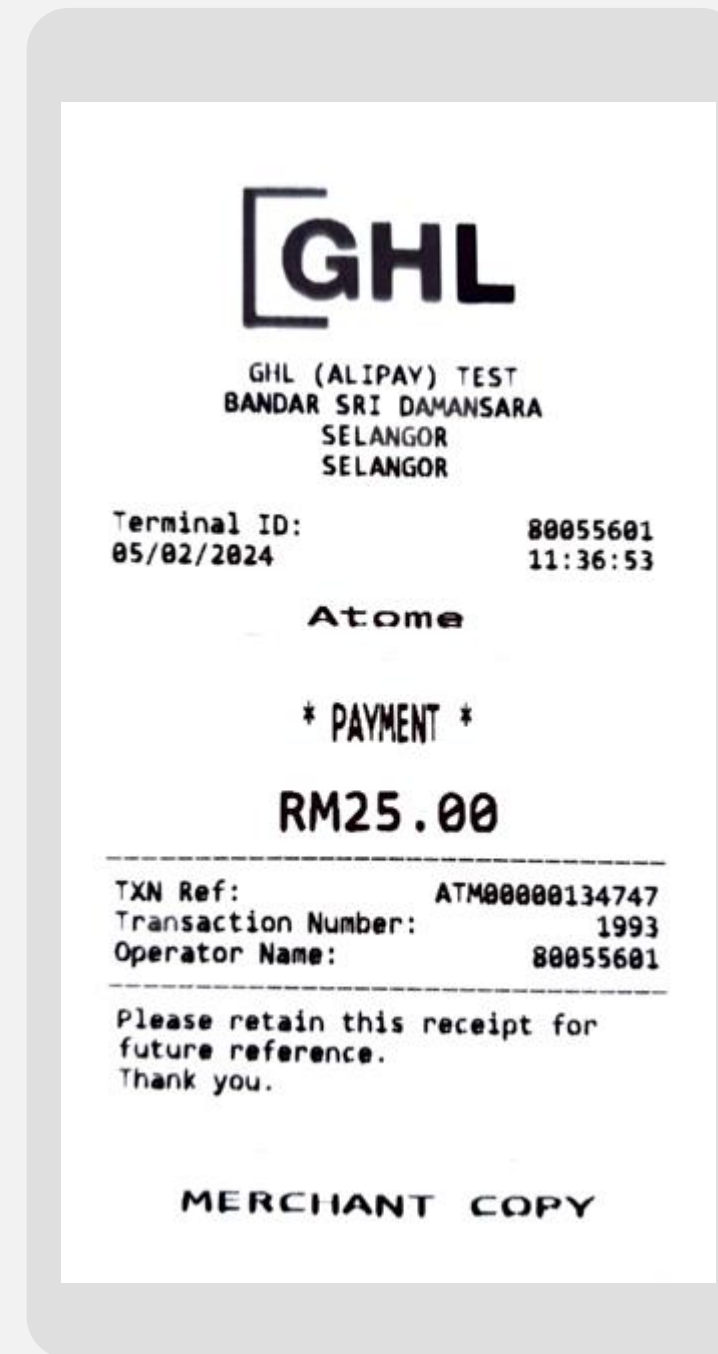 GHL
GHL (ALIPAY) TEST
BANDAR SRI DAMANSARA
SELANGOR
SELANGOR
Terminal ID: 80055601
05/02/2024 11:36:53
Atome
* PAYMENT *
RM25.00
TXN Ref: ATM00000134747
Transaction Number: 1993
Operator Name: 80055601
Please retain this receipt for
future reference.
Thank you.
MERCHANT COPY